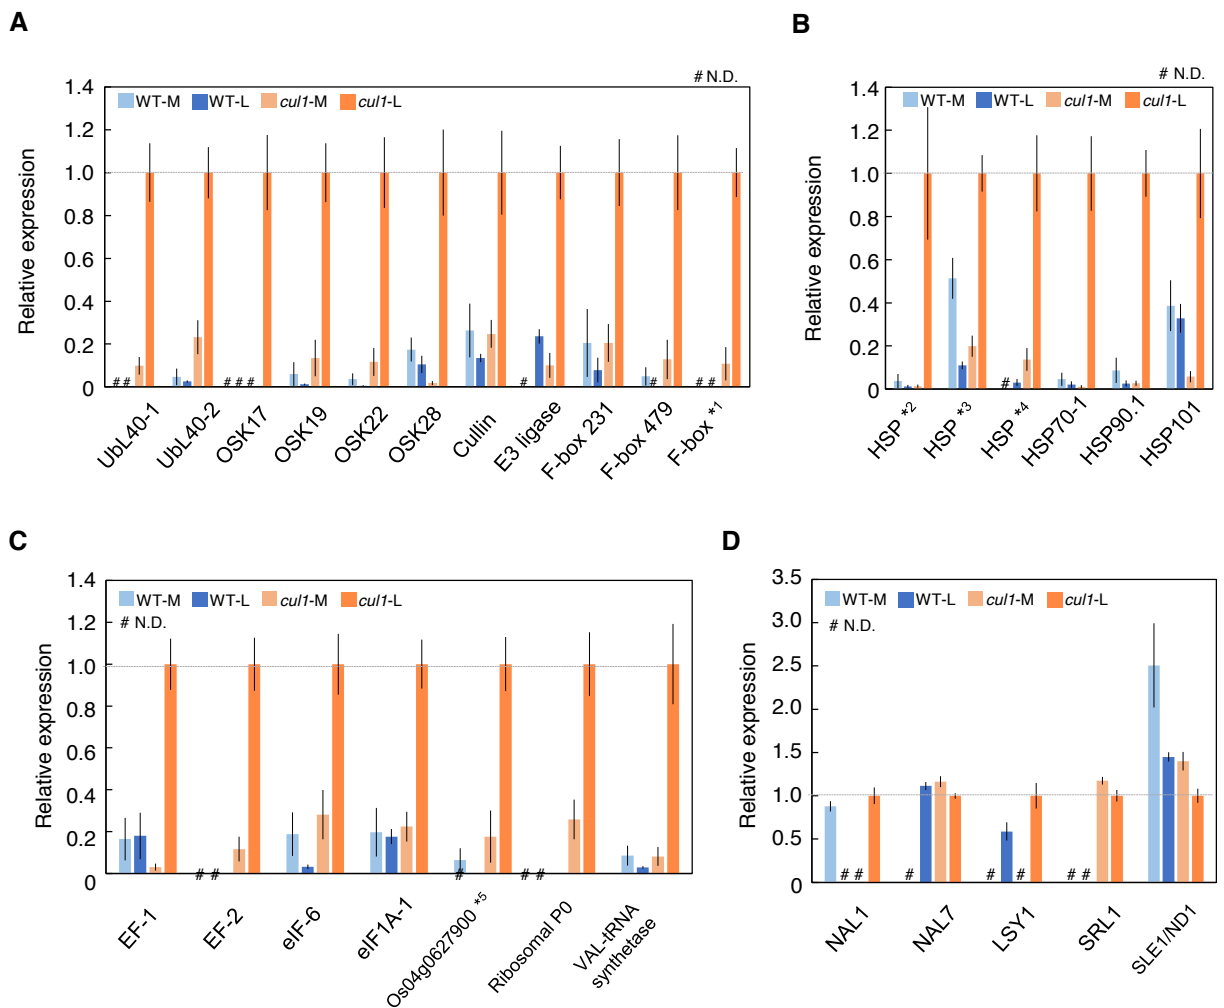 A
# N.D.
WT-M WT-L cul1-M cul1-L
Relative expression
1.4
1.2
1.0
0.8
0.6
0.4
0.2
0
# # # # # # # # #
UbL40-1 UbL40-2 OSK17 OSK19 OSK22 OSK28 Cullin E3 ligase F-box 231 F-box 479 F-box *1
B
# N.D.
WT-M WT-L cul1-M cul1-L
Relative expression
1.4
1.2
1.0
0.8
0.6
0.4
0.2
0
#
HSP *2 HSP *3 HSP *4 HSP70-1 HSP90.1 HSP101
C
1.4
1.2
1.0
0.8
0.6
0.4
0.2
0
Relative expression
WT-M WT-L cul1-M cul1-L
# N.D.
# # # # #
EF-1 EF-2 eIF-6 eIF1A-1 Os04g0627900 *5 Ribosomal P0 VAL-tRNA
synthetase
D
3.5
3.0
2.5
2.0
1.5
1.0
0.5
0
Relative expression
WT-M WT-L cul1-M cul1-L
# N.D.
# # # # # # #
NAL1 NAL7 LSY1 SRL1 SLE1/ND1